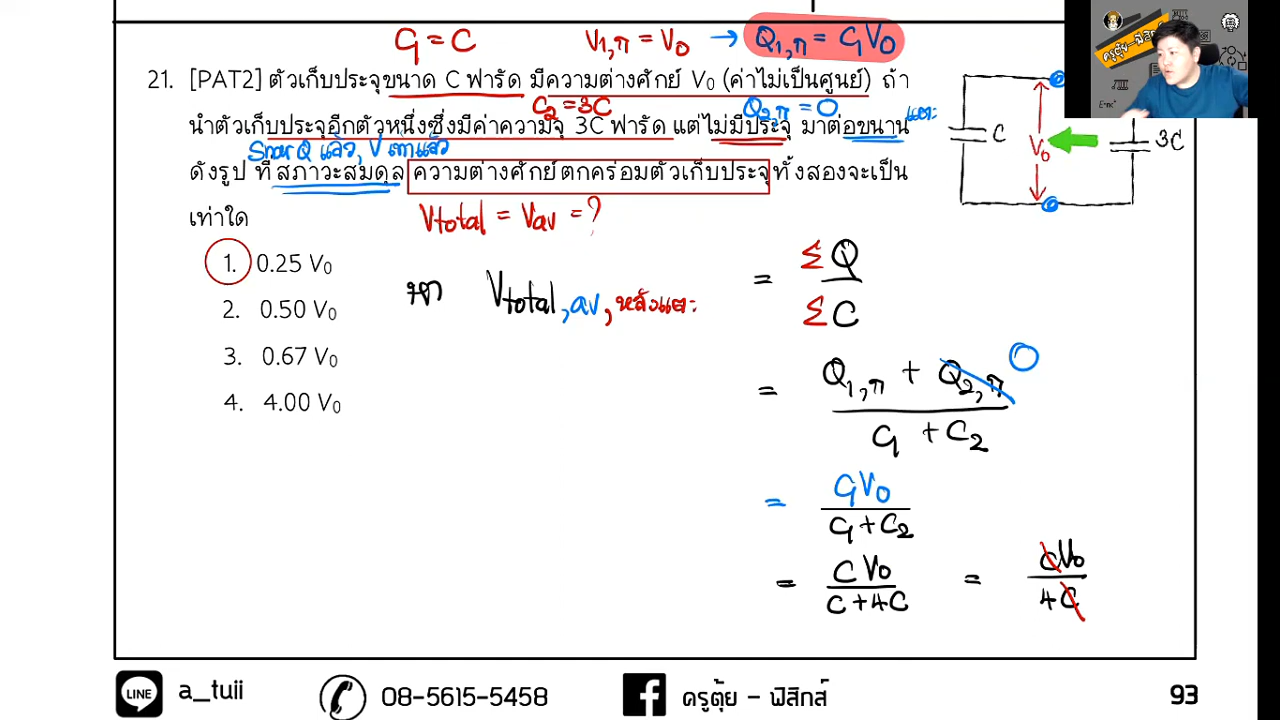 C₁ = C V₁,ก = V₀ → Q₁,ก = C₁V₀
21. [PAT2] ตัวเก็บประจุขนาด C ฟารัด มีความต่างศักย์ V₀ (ค่าไม่เป็นศูนย์) ถ้า
C₂ = 3C Q₂,ก = 0
นำตัวเก็บประจุอีกตัวหนึ่งซึ่งมีค่าความจุ 3C ฟารัด แต่ไม่มีประจุ มาต่อขนาน แตะ
Q แล้ว, V เท่าแล้ว
ดังรูป ที่สภาวะสมดุล ความต่างศักย์ตกคร่อมตัวเก็บประจุทั้งสองจะเป็น
เท่าใด
Vtotal = Vav = ?
1. 0.25 V₀
2. 0.50 V₀
3. 0.67 V₀
4. 4.00 V₀
C
V₀
3C
หา Vtotal, av, หลังแตะ = ΣQ / ΣC
= Q₁,ก + Q₂,ก 0 / C₁ + C₂
= C₁V₀ / C₁ + C₂
= CV₀ / C + 4C = CV₀ / 4C
ครูตุ้ย - ฟิสิกส์
E=mc²
LINE a_tuii 08-5615-5458 ครูตุ้ย - ฟิสิกส์ 93